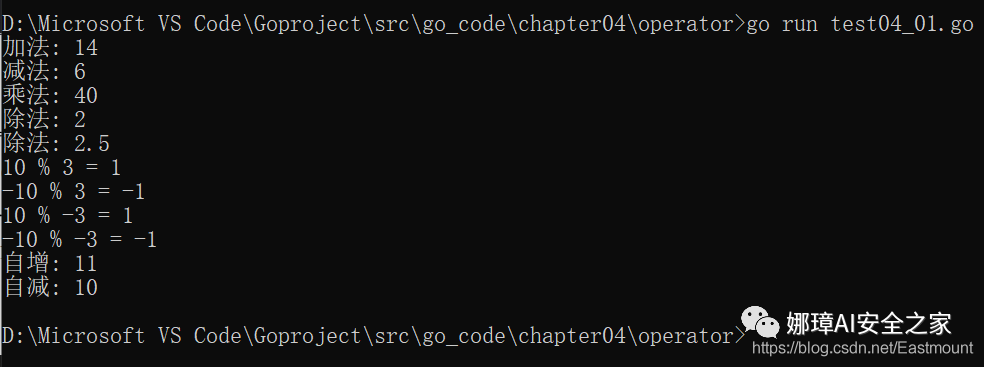 D:\Microsoft VS Code\Goproject\src\go_code\chapter04\operator>go run test04_01.go
加法: 14
减法: 6
乘法: 40
除法: 2
除法: 2.5
10 % 3 = 1
-10 % 3 = -1
10 % -3 = 1
-10 % -3 = -1
自增: 11
自减: 10
D:\Microsoft VS Code\Goproject\src\go_code\chapter04\operator>
娜璋AI安全之家
https://blog.csdn.net/Eastmount